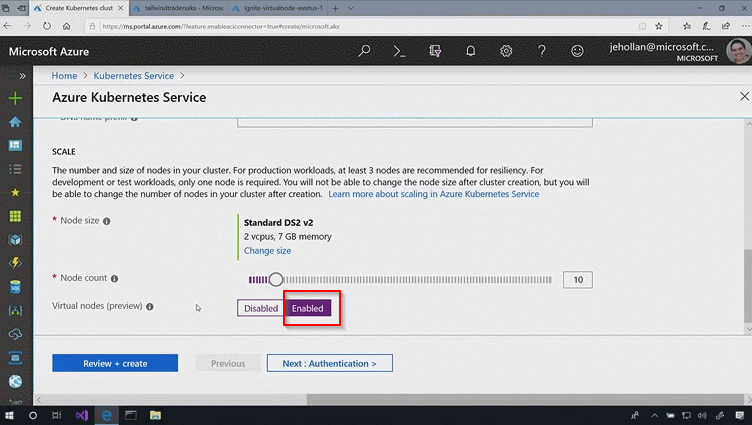 Create Kubernetes clust
tailwindtradersaks - Micros
ignite-virtualnode-westus-1
https://ms.portal.azure.com/?feature.enableaciconnector=true#create/microsoft.aks
Microsoft Azure
jehollan@microsoft.c...
MICROSOFT
Home > Kubernetes Service >
Azure Kubernetes Service
DNS name prefix
SCALE
The number and size of nodes in your cluster. For production workloads, at least 3 nodes are recommended for resiliency. For
development or test workloads, only one node is required. You will not be able to change the node size after cluster creation, but you will
be able to change the number of nodes in your cluster after creation. Learn more about scaling in Azure Kubernetes Service
* Node size
Standard DS2 v2
2 vcpus, 7 GB memory
Change size
* Node count
10
Virtual nodes (preview)
Disabled
Enabled
Review + create
Previous
Next : Authentication >